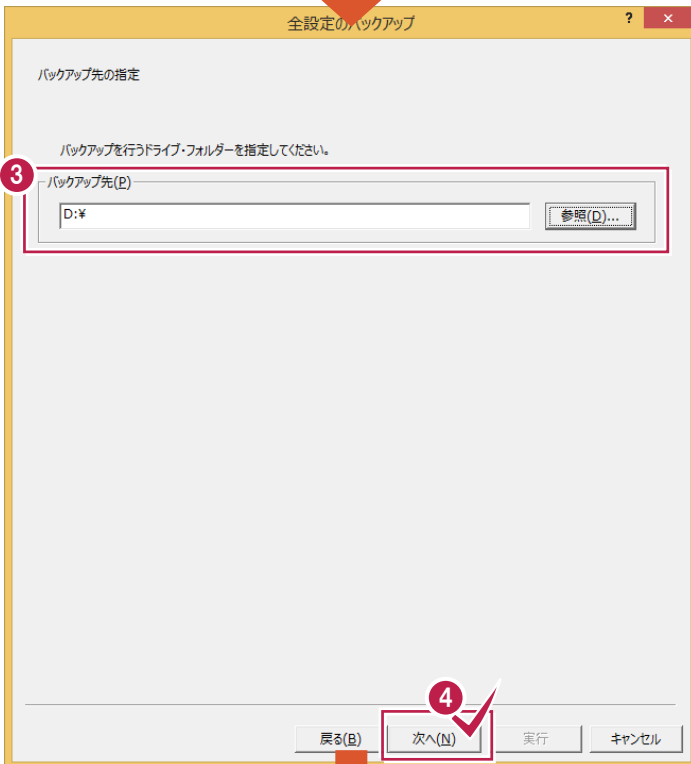 全設定のバックアップ
? ×
バックアップ先の指定
バックアップを行うドライブ・フォルダーを指定してください。
3
バックアップ先(P)
D:¥
参照(D)...
4
戻る(B)
次へ(N)
実行
キャンセル